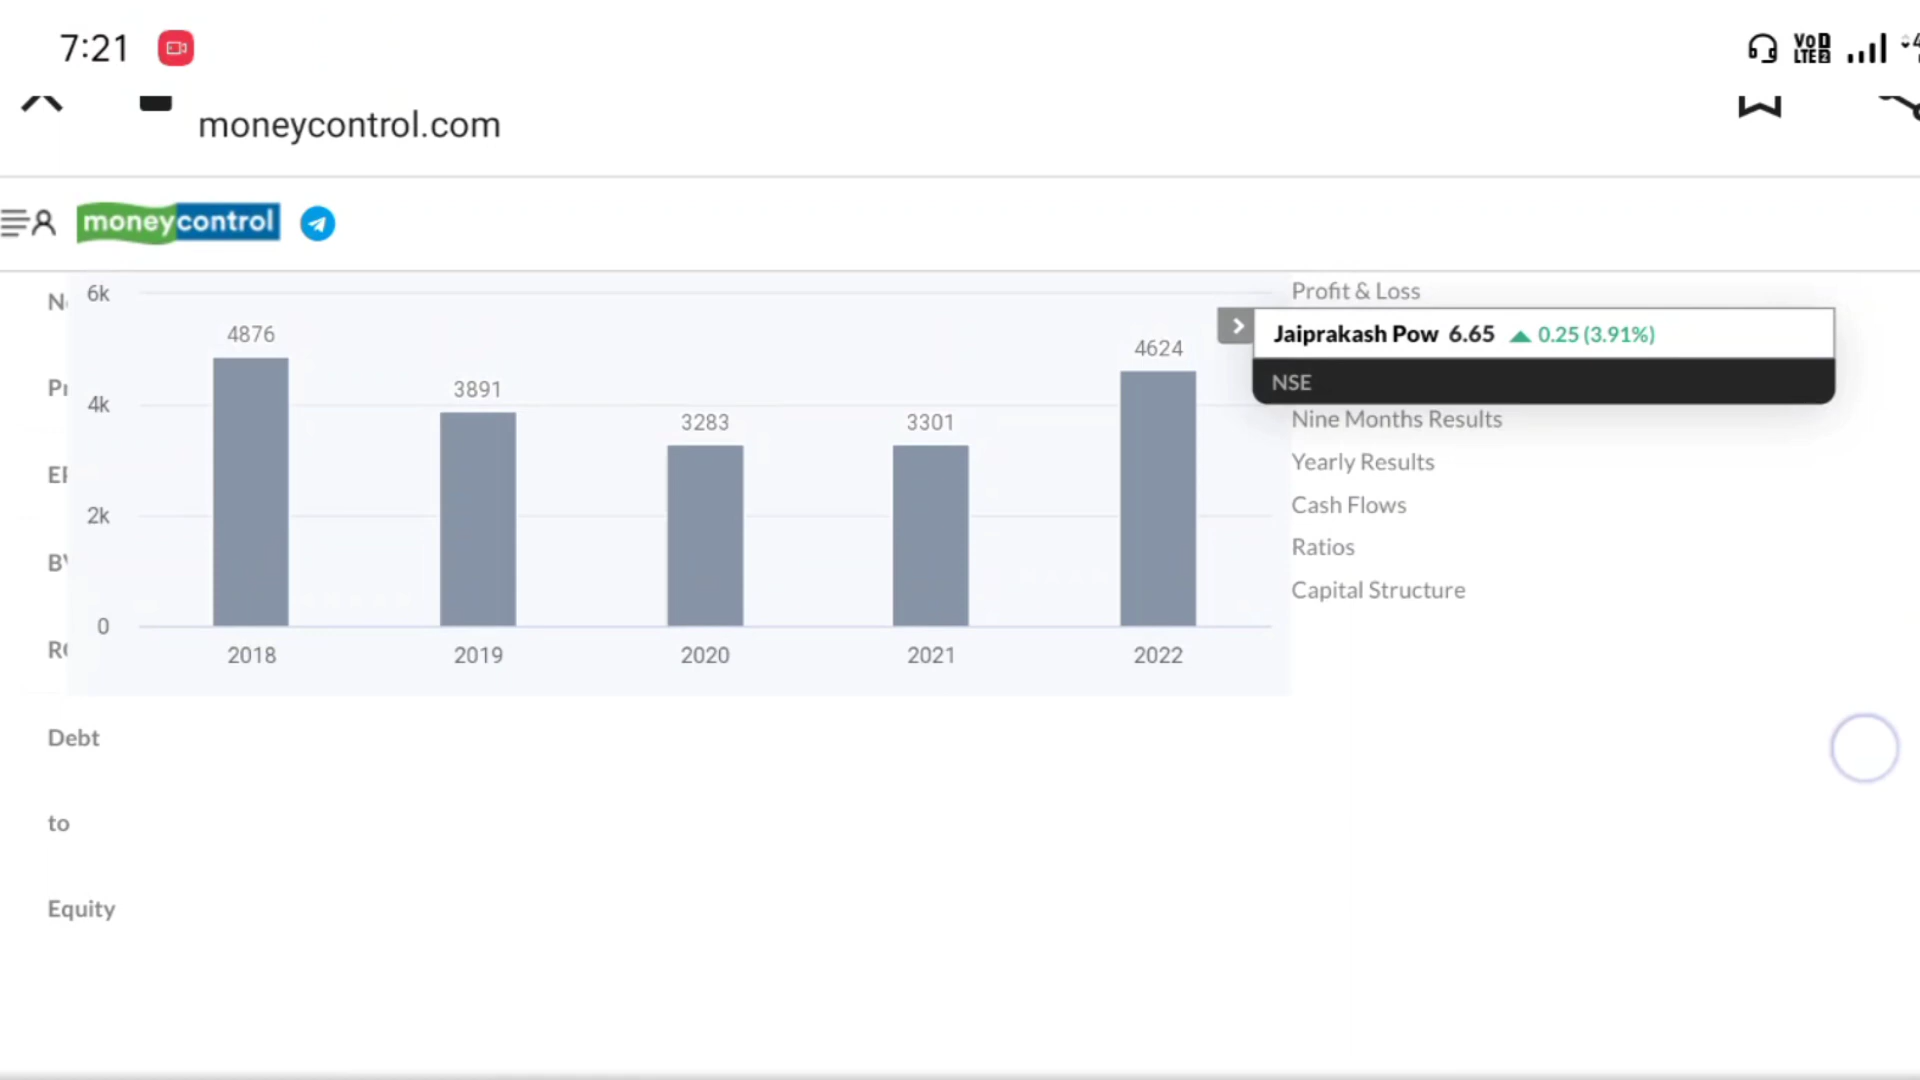 7:21
VoD LTE2
moneycontrol.com
moneycontrol
6k
4876
3891
3283
3301
4624
4k
2k
0
2018 2019 2020 2021 2022
Debt
to
Equity
Profit & Loss
Jaiprakash Pow 6.65 ▲ 0.25 (3.91%)
NSE
Nine Months Results
Yearly Results
Cash Flows
Ratios
Capital Structure